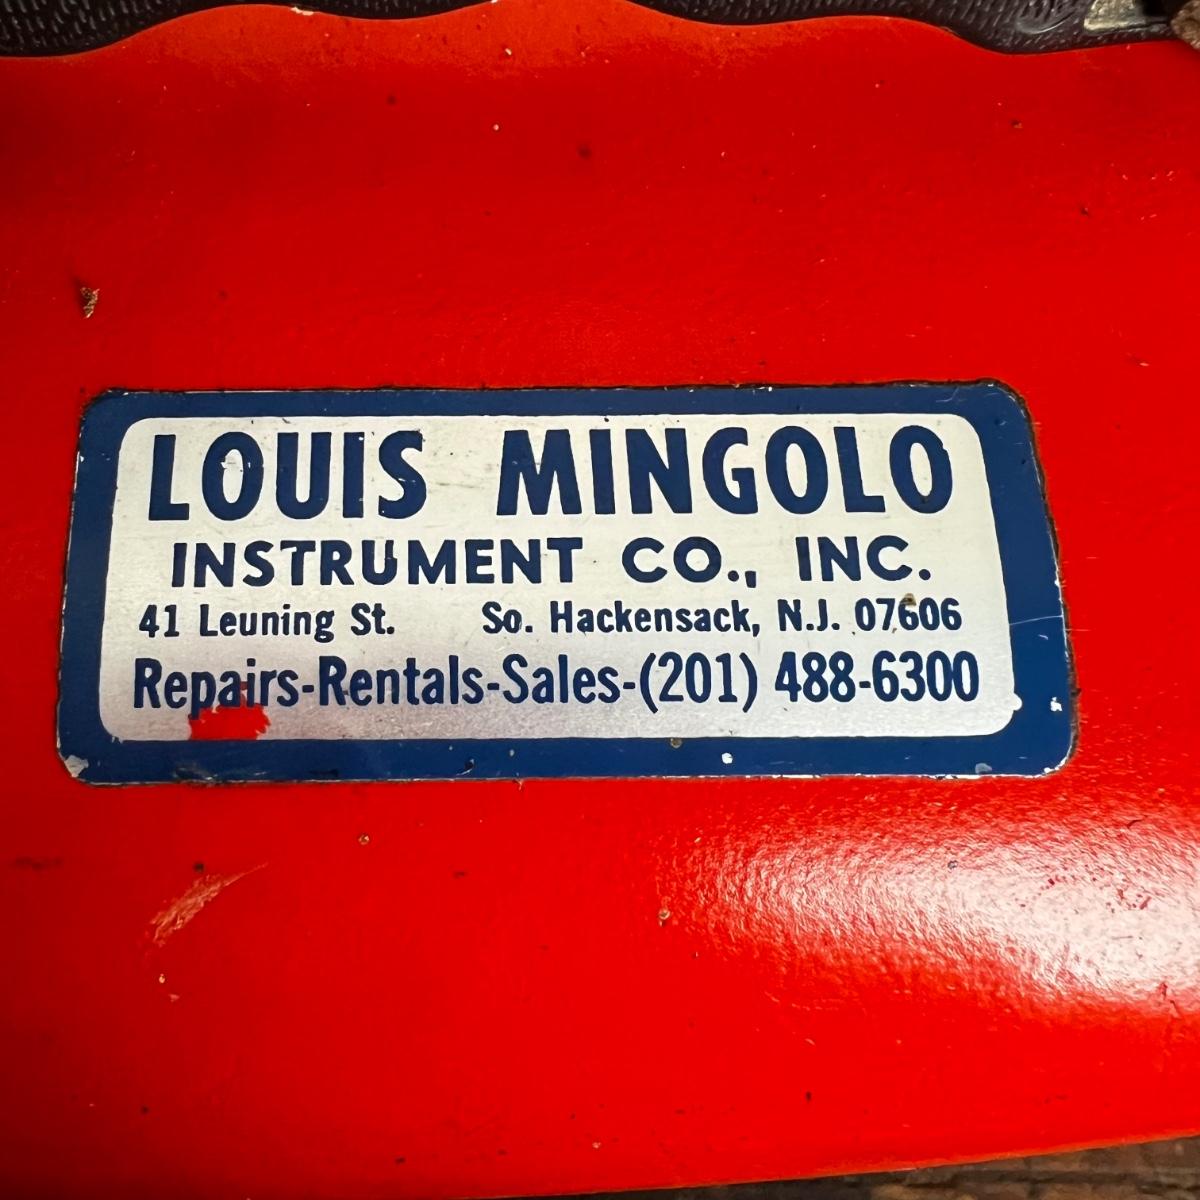 LOUIS MINGOLO
INSTRUMENT CO., INC.
41 Leuning St. So. Hackensack, N.J. 07606
Repairs-Rentals-Sales-(201) 488-6300